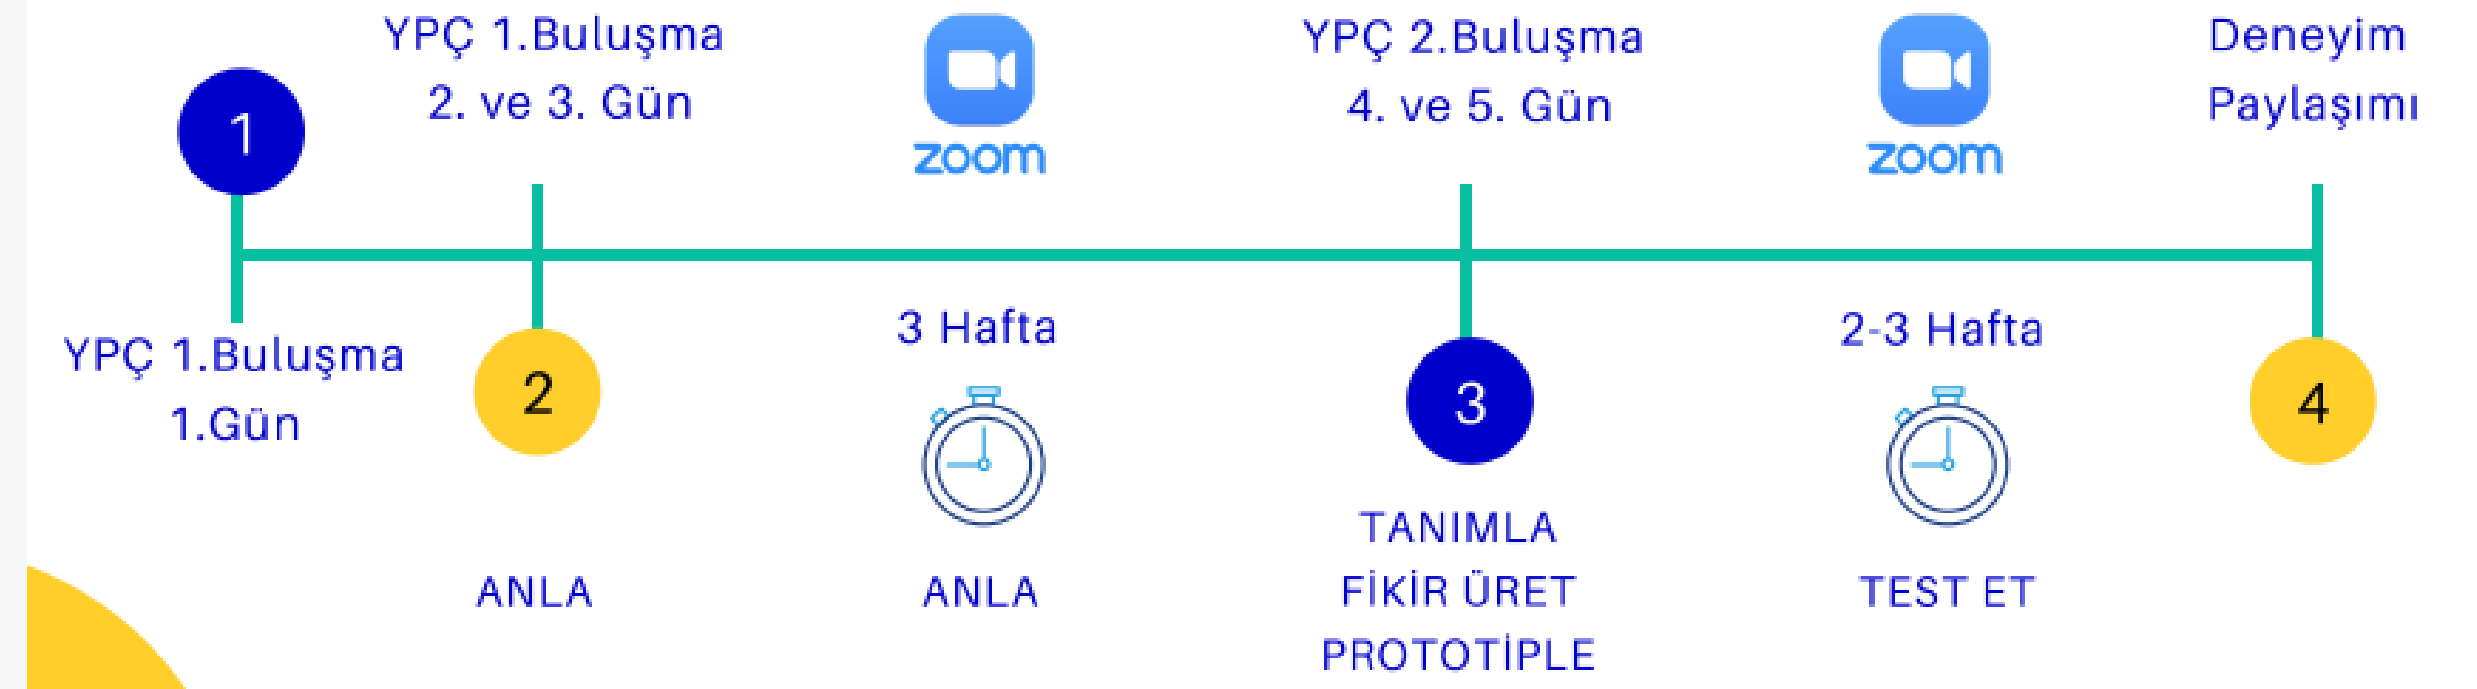 1
YPÇ 1.Buluşma
1.Gün
YPÇ 1.Buluşma
2. ve 3. Gün
2
ANLA
zoom
3 Hafta
ANLA
YPÇ 2.Buluşma
4. ve 5. Gün
3
TANIMLA
FİKİR ÜRET
PROTOTİPLE
zoom
2-3 Hafta
TEST ET
Deneyim
Paylaşımı
4